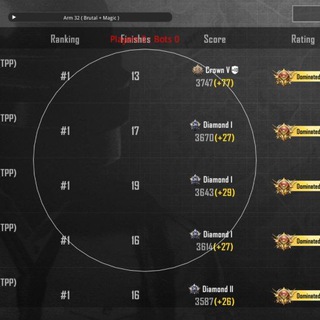 Arm 32 ( Brutal + Magic )
Ranking Finishes Score Rating
TPP)
#1 13 Crown V 3747(+77) Dominated
TPP)
#1 17 Diamond I 3670(+27) Dominated
TPP)
#1 19 Diamond I 3643(+29) Dominated
TPP)
#1 16 Diamond I 3614(+27) Dominated
TPP)
#1 16 Diamond II 3587(+26) Dominated